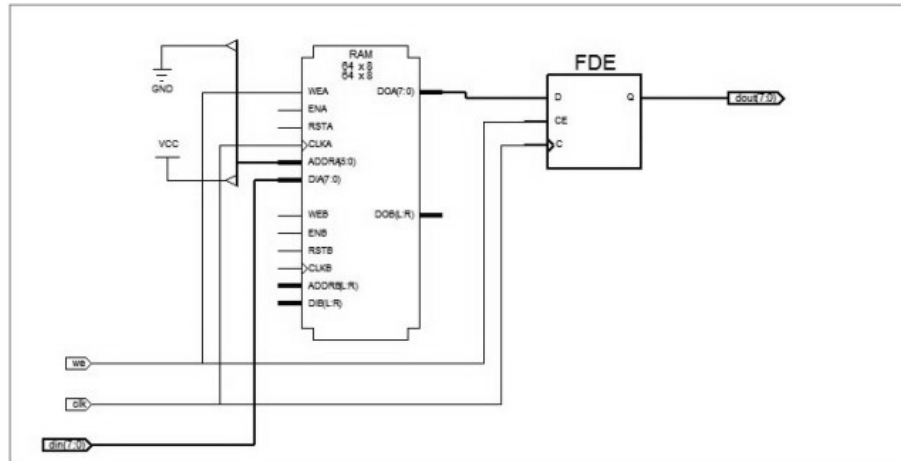 RAM
64 x 8
64 x 8
FDE
GND
VCC
WEA
ENA
RSTA
CLKA
ADDRA(5:0)
DIA(7:0)
WEB
ENB
RSTB
CLKB
ADDRB(L:R)
DIB(L:R)
DOA(7:0)
DOB(L:R)
D
CE
C
Q
dout(7:0)
we
clk
din(7:0)